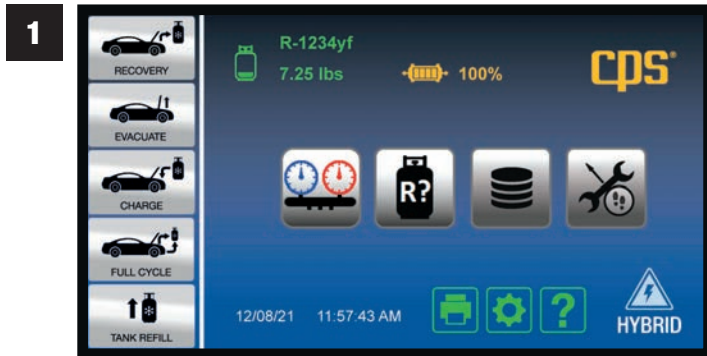 1
RECOVERY
EVACUATE
CHARGE
FULL CYCLE
TANK REFILL
R-1234yf
7.25 lbs
100%
cps®
R?
12/08/21 11:57:43 AM
?
HYBRID